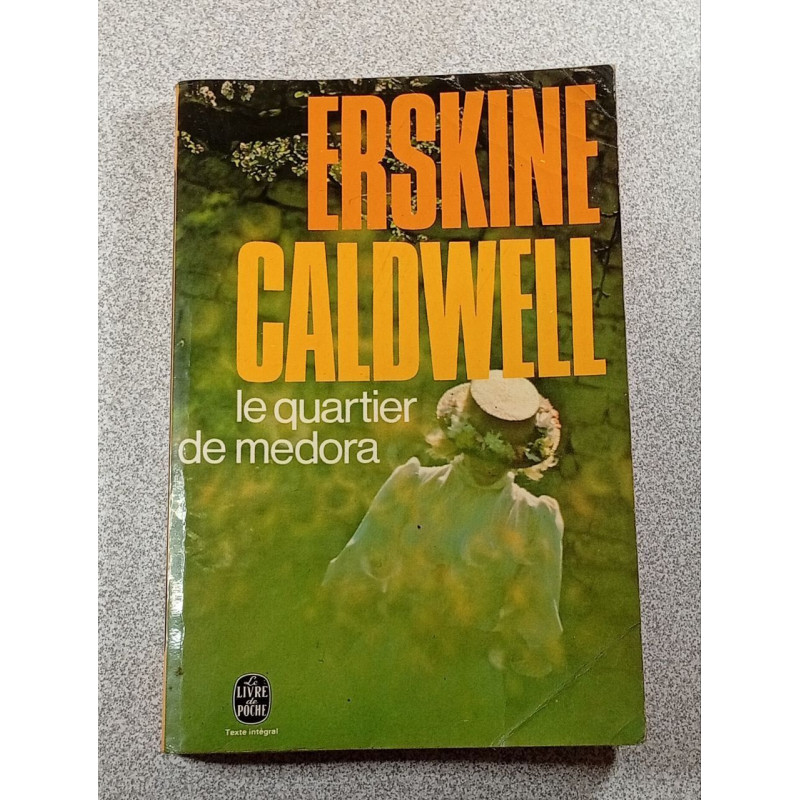 ERSKINE
CALDWELL
le quartier
de medora
Le
LIVRE
de
POCHE
Texte intégral